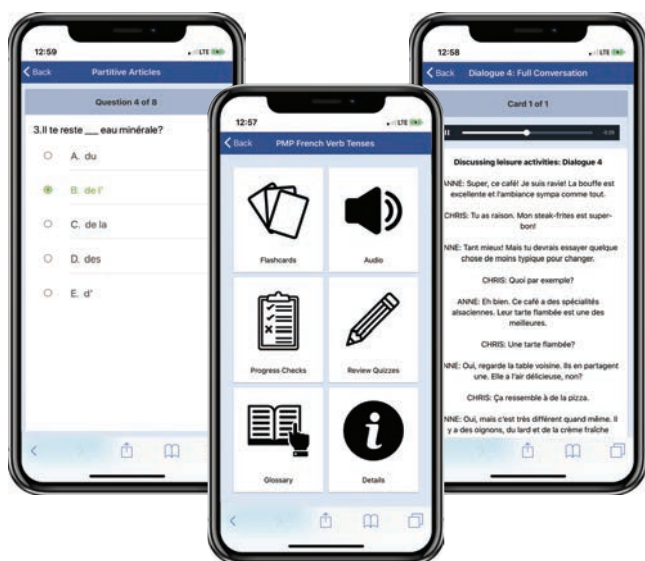 12:59
LTE
Back
Partitive Articles
Question 4 of 8
3.Il te reste ___ eau minérale?
A. du
B. de l'
C. de la
D. des
E. d'
12:57
LTE
Back
PMP French Verb Tenses
Flashcards
Audio
Progress Checks
Review Quizzes
Glossary
Details
12:58
LTE
Back
Dialogue 4: Full Conversation
Card 1 of 1
Discussing leisure activities: Dialogue 4
ANNE: Super, ce café! Je suis ravie! La bouffe est
excellente et l'ambiance sympa comme tout.
CHRIS: Tu as raison. Mon steak-frites est super-
bon!
ANNE: Tant mieux! Mais tu devrais essayer quelque
chose de moins typique pour changer.
CHRIS: Quoi par exemple?
ANNE: Eh bien. Ce café a des spécialités
alsaciennes. Leur tarte flambée est une des
meilleures.
CHRIS: Une tarte flambée?
NNE: Oui, regarde la table voisine. Ils en partagent
une. Elle a l'air délicieuse, non?
CHRIS: Ça ressemble à de la pizza.
NNE: Oui, mais c'est très différent quand même. Il
y a des oignons, du lard et de la crème fraîche